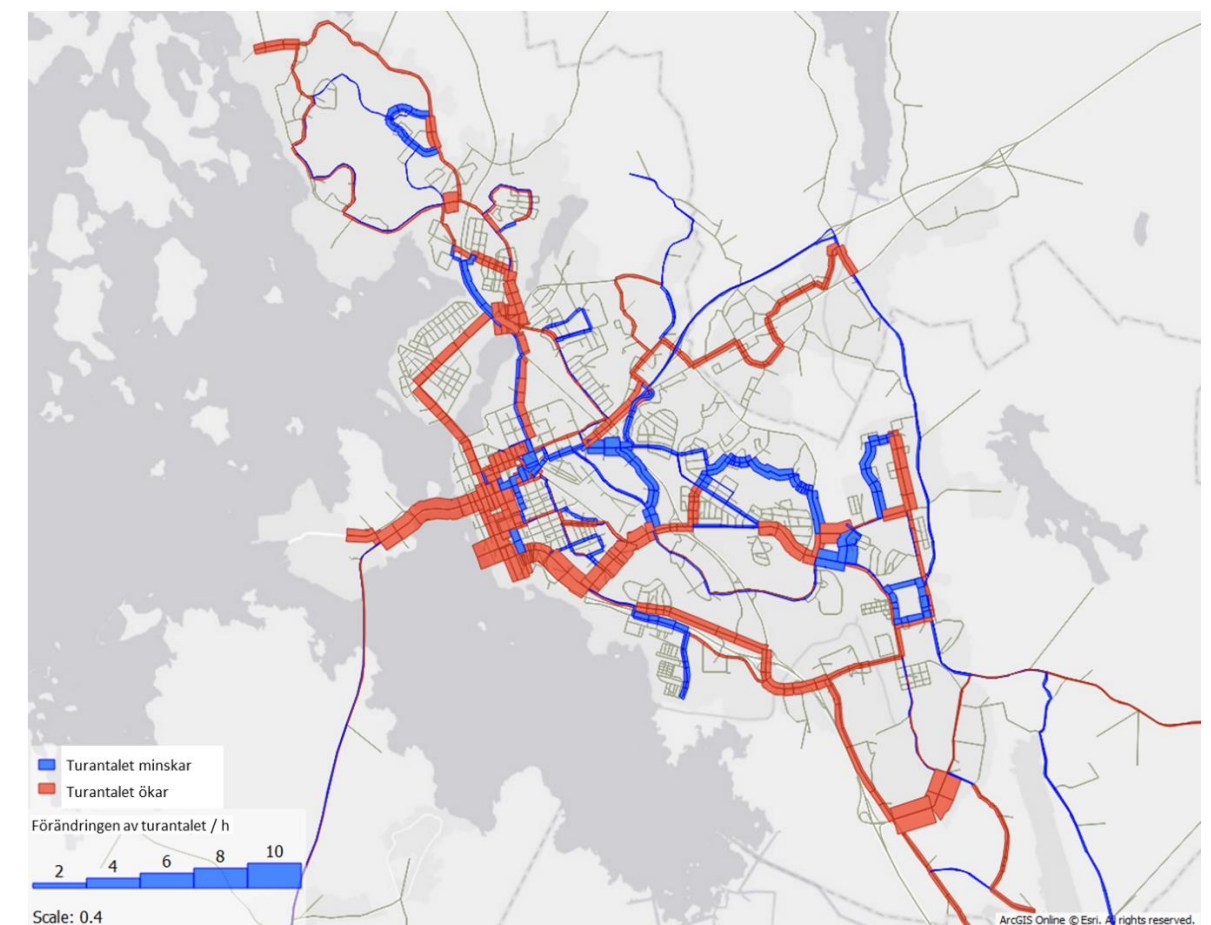 Turantalet minskar
Turantalet ökar
Förändringen av turantalet / h
2 4 6 8 10
Scale: 0.4
ArcGIS Online © Esri. All rights reserved.